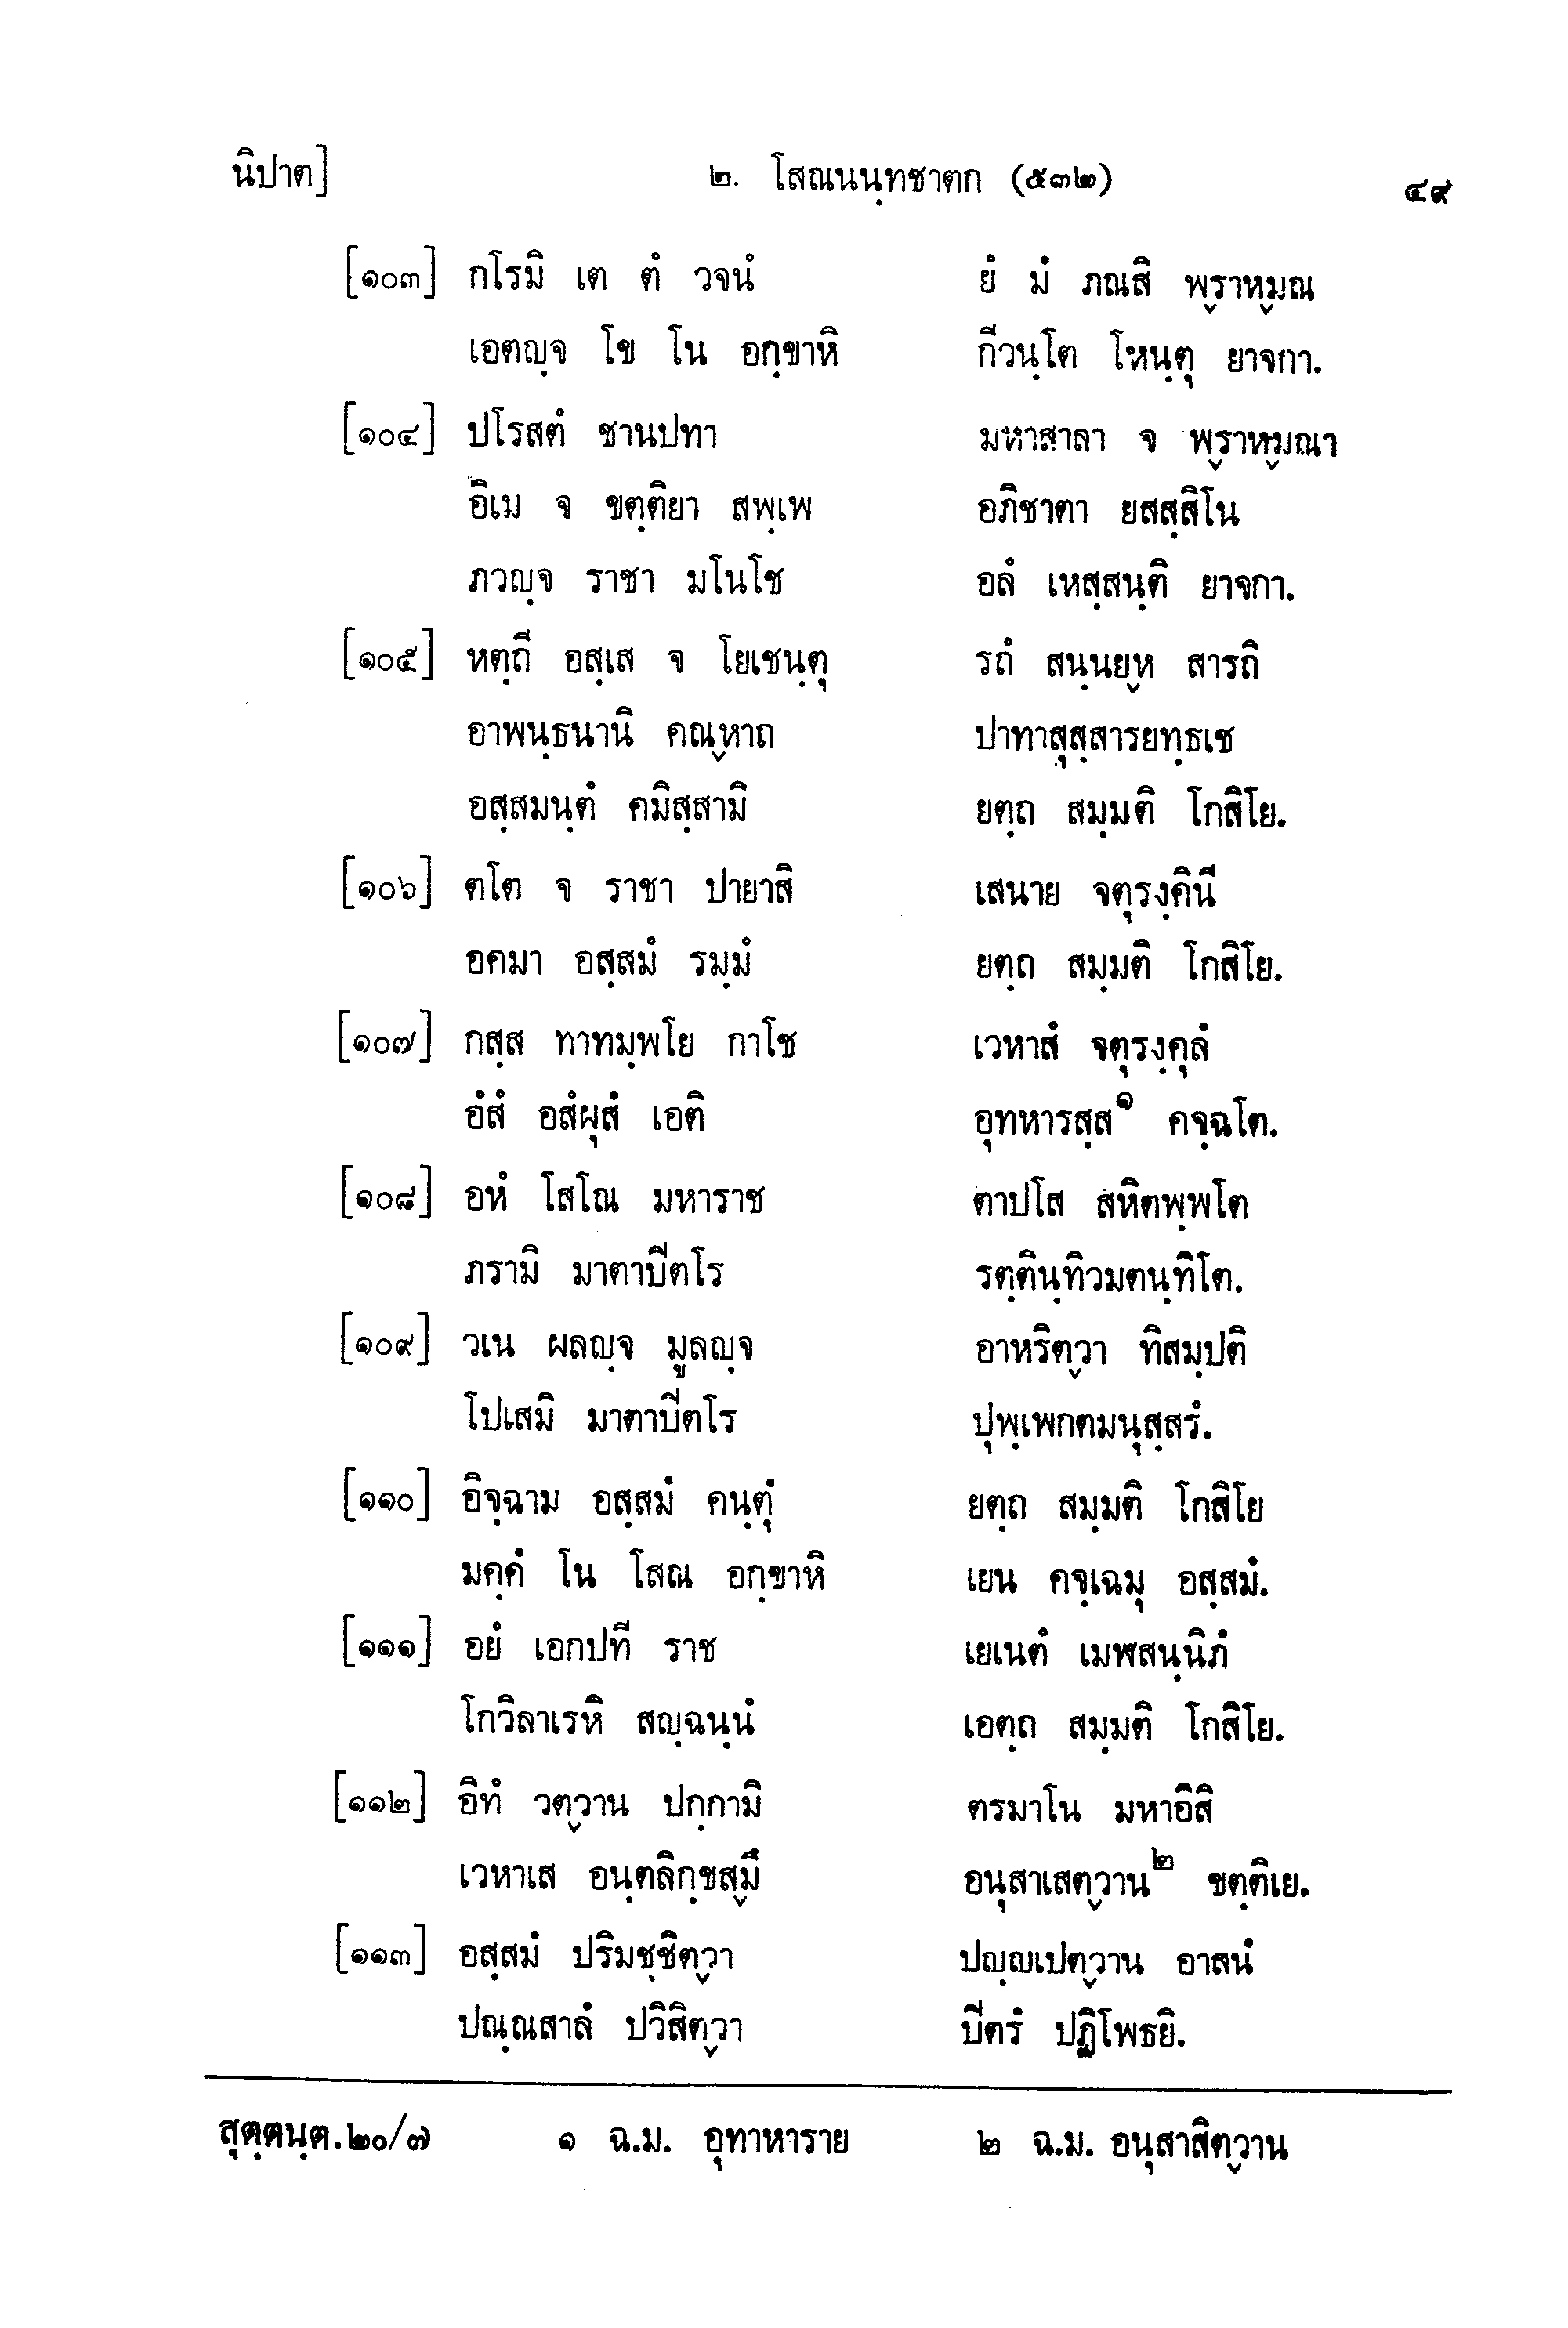 นิปาต] ๒. โสณนนฺทชาตก (๕๓๒) ๔๙
[๑๐๓] กโรมิ เต ตํ วจนํ ยํ มํ ภณสิ พฺราหฺมณ
เอตญฺจ โข โน อกฺขาหิ กีวนฺโต โหนฺตุ ยาจกา.
[๑๐๔] ปโรสตํ ชานปทา มหาสาลา จ พฺราหฺมณา
อิเม จ ขตฺติยา สพฺเพ อภิชาตา ยสสฺสิโน
ภวญฺจ ราชา มโนโช อลํ เหสฺสนฺติ ยาจกา.
[๑๐๕] หตฺถี อสฺเส จ โยเชนฺตุ รถํ สนฺนยฺห สารถิ
อาพนฺธนานิ คณฺหาถ ปาทาสุสฺสารยทฺธเช
อสฺสมนฺตํ คมิสฺสามิ ยตฺถ สมฺมติ โกสิโย.
[๑๐๖] ตโต จ ราชา ปายาสิ เสนาย จตุรงฺคินี
อคมา อสฺสมํ รมฺมํ ยตฺถ สมฺมติ โกสิโย.
[๑๐๗] กสฺส ทาทมฺพโย กาโช เวหาสํ จตุรงฺคุลํ
อํสํ อสํผุสํ เอติ อุทหารสฺส๑ คจฺฉโต.
[๑๐๘] อหํ โสโณ มหาราช ตาปโส สหิตพฺพโต
ภรามิ มาตาปิตโร รตฺตินฺทิวมตนฺทิโต.
[๑๐๙] วเน ผลญฺจ มูลญฺจ อาหริตฺวา ทิสมฺปติ
โปเสมิ มาตาปิตโร ปุพฺเพกตมนุสฺสรํ.
[๑๑๐] อิจฺฉาม อสฺสมํ คนฺตุํ ยตฺถ สมฺมติ โกสิโย
มคฺคํ โน โสณ อกฺขาหิ เยน คจฺเฉมุ อสฺสมํ.
[๑๑๑] อยํ เอกปที ราช เยเนตํ เมฆสนฺนิภํ
โกวิลาเรหิ สญฺฉนฺนํ เอตฺถ สมฺมติ โกสิโย.
[๑๑๒] อิทํ วตฺวาน ปกฺกามิ ตรมาโน มหาอิสิ
เวหาเส อนฺตลิกฺขสฺมึ อนุสาเสตฺวาน๒ ขตฺติเย.
[๑๑๓] อสฺสมํ ปริมชฺชิตฺวา ปญฺญเปตฺวาน อาสนํ
ปณฺณสาลํ ปวิสิตฺวา ปิตรํ ปฏิโพธยิ.
สุตฺตนฺต.๒๐/๗ ๑ ฉ.ม. อุทาหาราย ๒ ฉ.ม. อนุสาสิตฺวาน